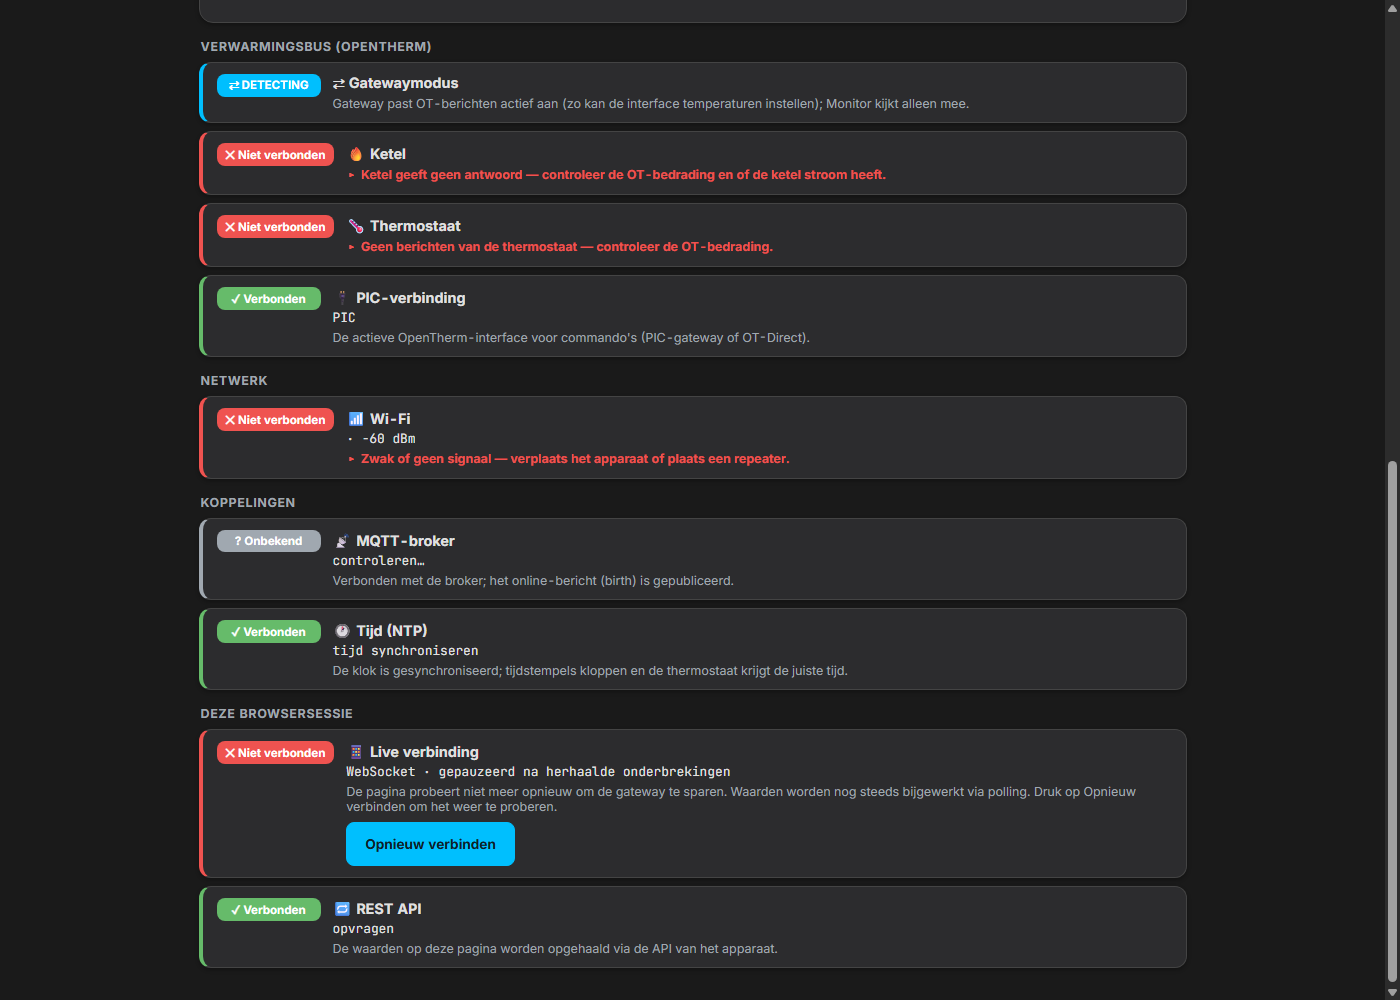 VERWARMINGSBUS (OPENTHERM)
⇄ DETECTING
⇄ Gatewaymodus
Gateway past OT-berichten actief aan (zo kan de interface temperaturen instellen); Monitor kijkt alleen mee.
✕ Niet verbonden
🔥 Ketel
▸ Ketel geeft geen antwoord — controleer de OT-bedrading en of de ketel stroom heeft.
✕ Niet verbonden
🌡️ Thermostaat
▸ Geen berichten van de thermostaat — controleer de OT-bedrading.
✓ Verbonden
PIC-verbinding
PIC
De actieve OpenTherm-interface voor commando's (PIC-gateway of OT-Direct).
NETWERK
✕ Niet verbonden
📶 Wi-Fi
· -60 dBm
▸ Zwak of geen signaal — verplaats het apparaat of plaats een repeater.
KOPPELINGEN
? Onbekend
📡 MQTT-broker
controleren…
Verbonden met de broker; het online-bericht (birth) is gepubliceerd.
✓ Verbonden
🕐 Tijd (NTP)
tijd synchroniseren
De klok is gesynchroniseerd; tijdstempels kloppen en de thermostaat krijgt de juiste tijd.
DEZE BROWSERSESSIE
✕ Niet verbonden
Live verbinding
WebSocket · gepauzeerd na herhaalde onderbrekingen
De pagina probeert niet meer opnieuw om de gateway te sparen. Waarden worden nog steeds bijgewerkt via polling. Druk op Opnieuw
verbinden om het weer te proberen.
Opnieuw verbinden
✓ Verbonden
🔁 REST API
opvragen
De waarden op deze pagina worden opgehaald via de API van het apparaat.